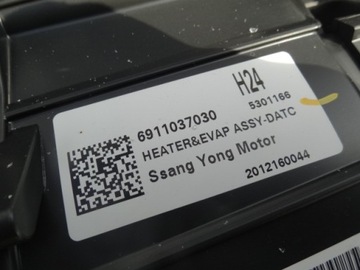 H24
5301166
6911037030
HEATER&EVAP ASSY-DATC
Ssang Yong Motor
2012160044